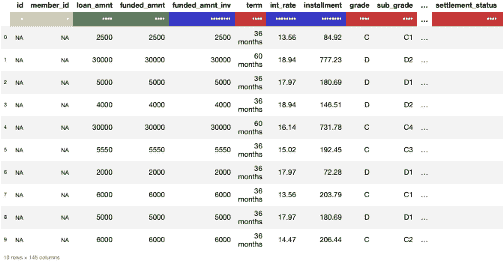 id member_id loan_amnt funded_amnt funded_amnt_inv term int_rate installment grade sub_grade … settlement_status
…
0 NA NA 2500 2500 2500 36 months 13.56 84.92 C C1 …
1 NA NA 30000 30000 30000 60 months 18.94 777.23 D D2 …
2 NA NA 5000 5000 5000 36 months 17.97 180.69 D D1 …
3 NA NA 4000 4000 4000 36 months 18.94 146.51 D D2 …
4 NA NA 30000 30000 30000 60 months 16.14 731.78 C C4 …
5 NA NA 5550 5550 5550 36 months 15.02 192.45 C C3 …
6 NA NA 2000 2000 2000 36 months 17.97 72.28 D D1 …
7 NA NA 6000 6000 6000 36 months 13.56 203.79 C C1 …
8 NA NA 5000 5000 5000 36 months 17.97 180.69 D D1 …
9 NA NA 6000 6000 6000 36 months 14.47 206.44 C C2 …
10 rows × 145 columns